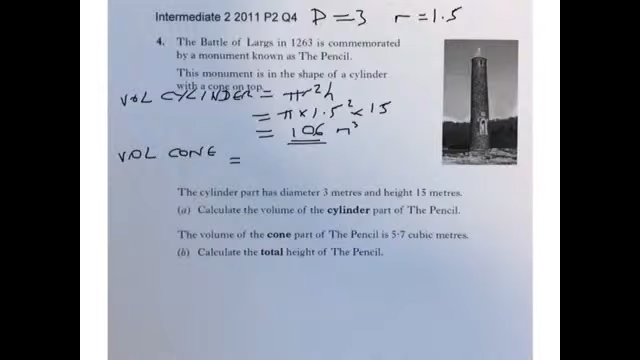 Intermediate 2 2011 P2 Q4 D = 3 r = 1.5
4. The Battle of Largs in 1263 is commemorated
by a monument known as The Pencil.
This monument is in the shape of a cylinder
with a cone on top.
VOL CYLINDER = πr²h
= π × 1.5² × 15
= 106 m³
VOL CONE =
The cylinder part has diameter 3 metres and height 15 metres.
(a) Calculate the volume of the cylinder part of The Pencil.
The volume of the cone part of The Pencil is 5·7 cubic metres.
(b) Calculate the total height of The Pencil.